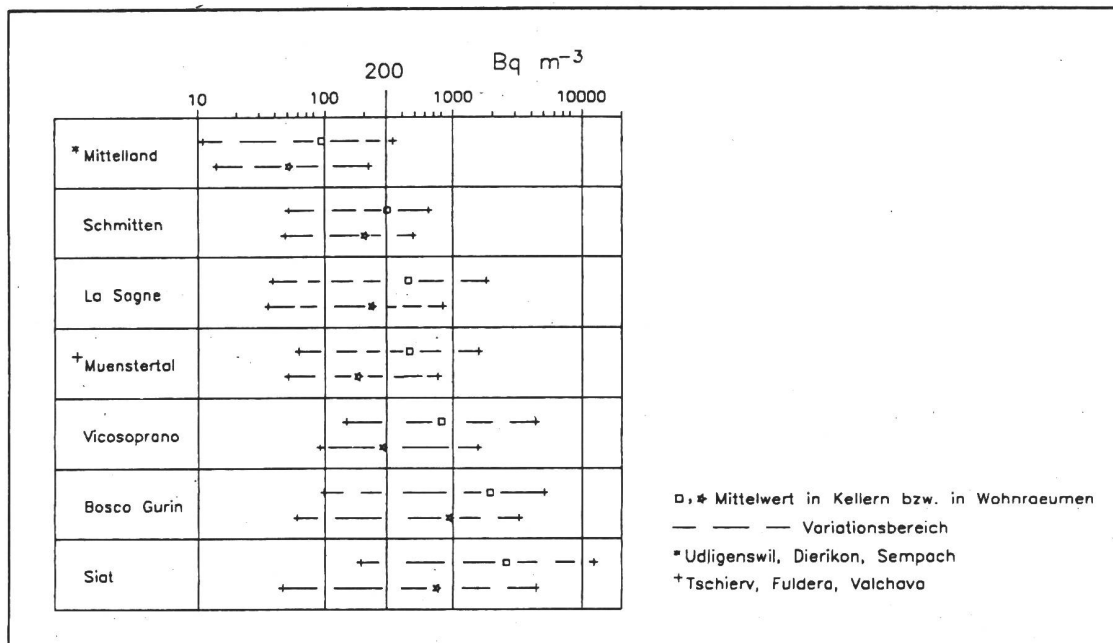 Bq m⁻³
200
10 100 1000 10000
*Mittelland
Schmitten
La Sagne
+Muenstertal
Vicosoprano
Bosco Gurin
Siat
□,★ Mittelwert in Kellern bzw. in Wohnraeumen
— — — Variationsbereich
*Udligenswil, Dierikon, Sempach
+Tschierv, Fuldera, Valchava